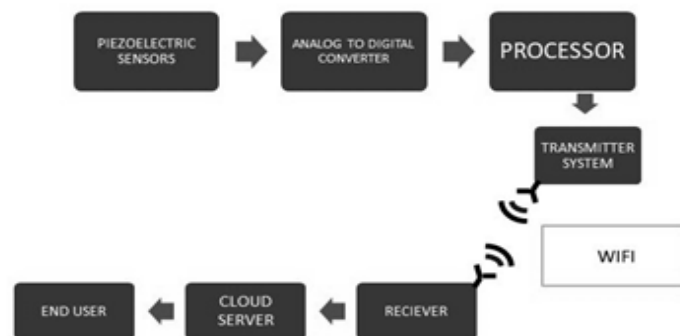 PIEZOELECTRIC
SENSORS
ANALOG TO DIGITAL
CONVERTER
PROCESSOR
TRANSMITTER
SYSTEM
WIFI
END USER
CLOUD
SERVER
RECIEVER